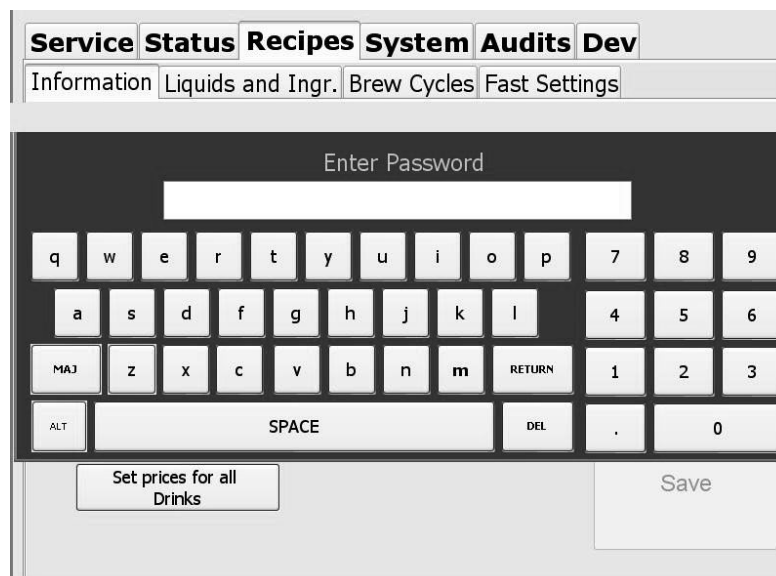 Service Status Recipes System Audits Dev
Information Liquids and Ingr. Brew Cycles Fast Settings
Enter Password
q w e r t y u i o p 7 8 9
a s d f g h j k l 4 5 6
MAJ z x c v b n m RETURN 1 2 3
ALT SPACE DEL . 0
Set prices for all
Drinks
Save